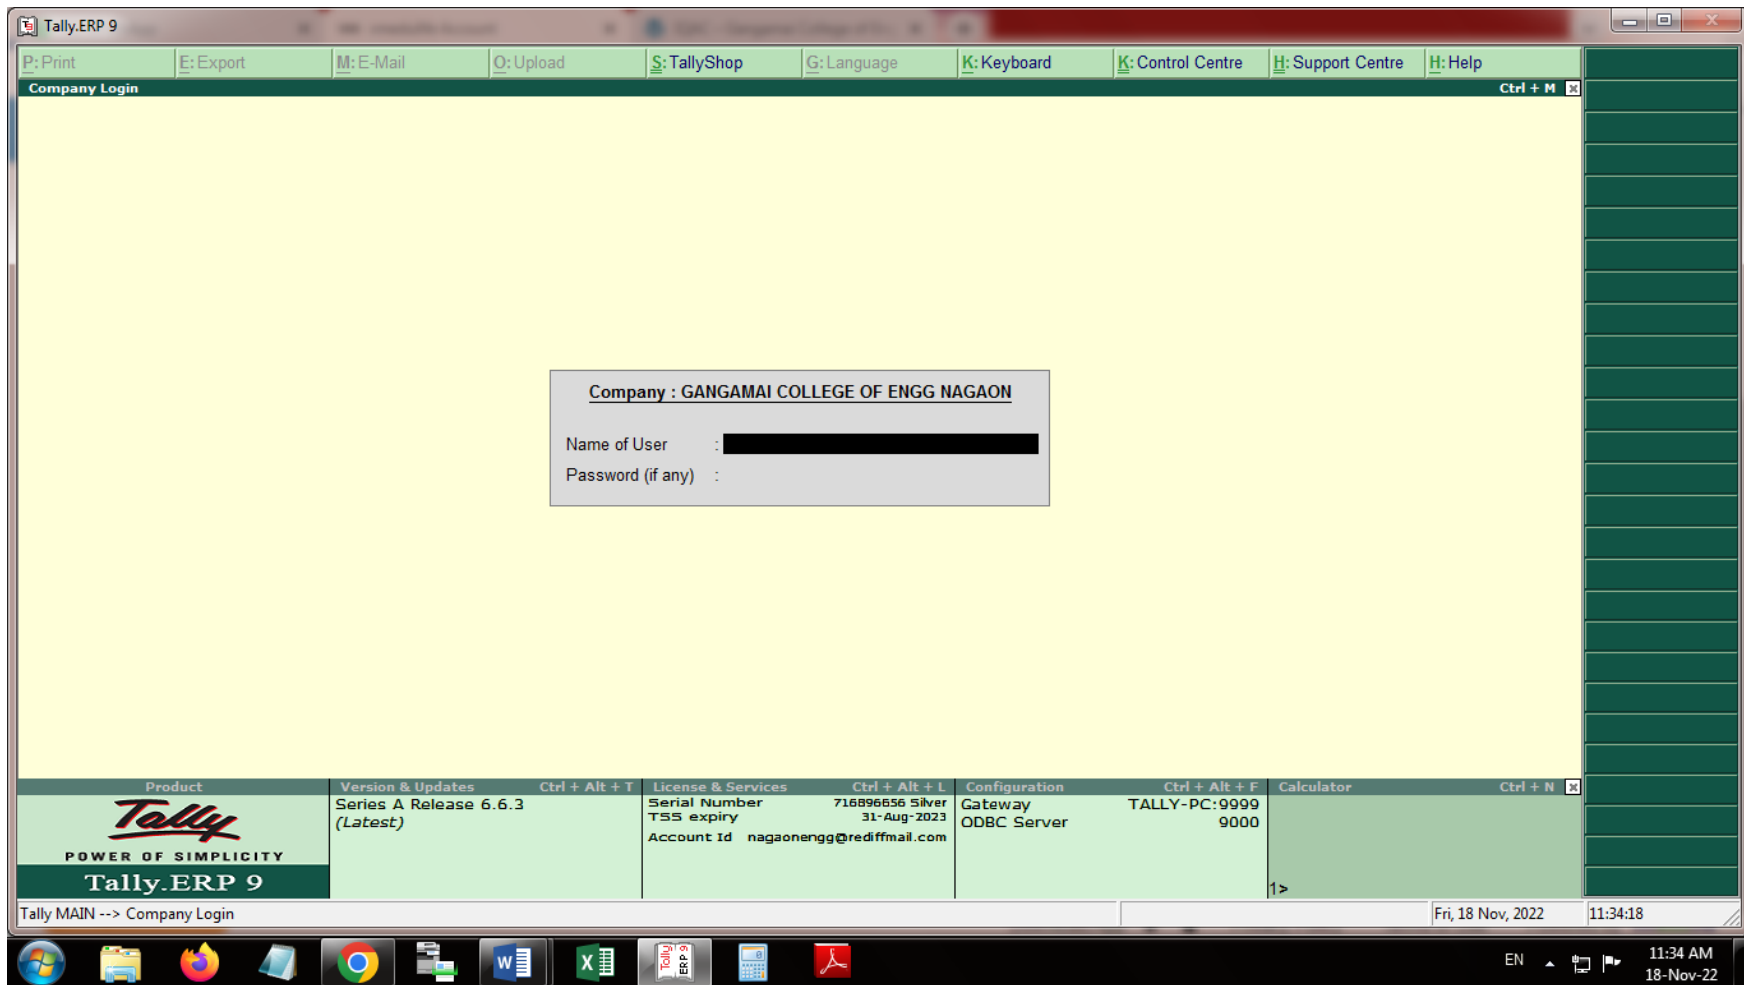 Tally.ERP 9
P: Print E: Export M: E-Mail O: Upload S: TallyShop G: Language K: Keyboard K: Control Centre H: Support Centre H: Help
Company Login Ctrl + M
Company : GANGAMAI COLLEGE OF ENGG NAGAON
Name of User :
Password (if any) :
Product Version & Updates Ctrl + Alt + T License & Services Ctrl + Alt + L Configuration Ctrl + Alt + F Calculator Ctrl + N
Tally
POWER OF SIMPLICITY
Tally.ERP 9
Series A Release 6.6.3
(Latest)
Serial Number 716896656 Silver
TSS expiry 31-Aug-2023
Account Id nagaonengg@rediffmail.com
Gateway TALLY-PC:9999
ODBC Server 9000
1>
Tally MAIN --> Company Login Fri, 18 Nov, 2022 11:34:18
Tally ERP 9
EN 11:34 AM
18-Nov-22